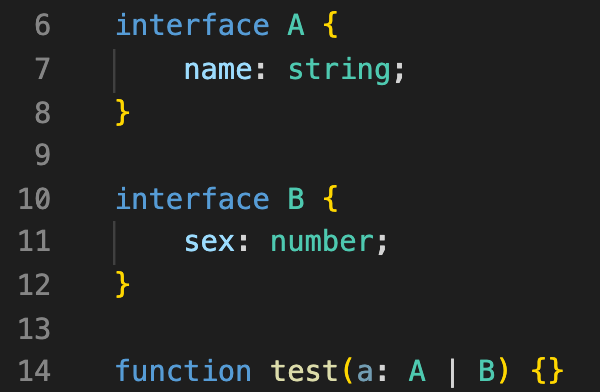 6 interface A {
7 name: string;
8 }
9
10 interface B {
11 sex: number;
12 }
13
14 function test(a: A | B) {}